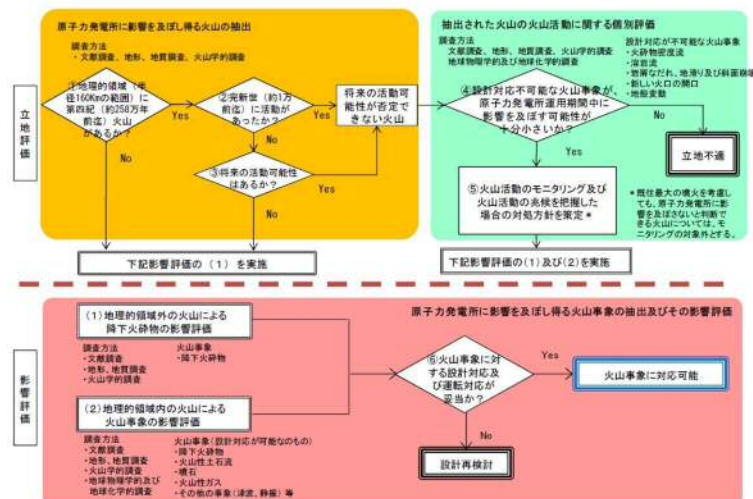 原子力発電所に影響を及ぼし得る火山の抽出
調査方法
・文献調査、地形、地質調査、火山学的調査
①地理的領域(半
径160Kmの範囲)に
第四紀(約258万年
前迄)火山
があるか?
Yes
No
②完新世(約1万
前迄)に活動が
あったか?
Yes
No
将来の活動可
能性が否定で
きない火山
③将来の活動可能性
はあるか?
Yes
No
下記影響評価の (1) を実施
立地評価
抽出された火山の火山活動に関する個別評価
調査方法
・文献調査、地形、地質調査、火山学的調査
地球物理学的及び地球化学的調査
設計対応が不可能な火山事象
・火砕物密度流
・溶岩流
・岩屑なだれ、地滑り及び斜面崩壊
・新しい火口の開口
・地殻変動
④設計対応不可能な火山事象が、
原子力発電所運用期間中に
影響を及ぼす可能性が
十分小さいか?
No
立地不適
Yes
⑤火山活動のモニタリング及び
火山活動の兆候を把握した
場合の対処方針を策定*
*既往最大の噴火を考慮し
ても、原子力発電所に影
響を及ぼさないと判断で
きる火山については、モ
ニタリングの対象外とする。
下記影響評価の(1)及び(2)を実施
影響評価
原子力発電所に影響を及ぼし得る火山事象の抽出及びその影響評価
(1)地理的領域外の火山による
降下火砕物の影響評価
調査方法
・文献調査
・地形、地質調査
・火山学的調査
火山事象
・降下火砕物
(2)地理的領域内の火山による
火山事象の影響評価
調査方法
・文献調査
・地形、地質調査
・火山学的調査
・地球物理学的及び
地球化学的調査
火山事象(設計対応が可能なもの)
・降下火砕物
・火山性土石流
・噴石
・火山性ガス
・その他の事象(津波、静振) 等
⑥火山事象に対
する設計対応及
び運転対応が
妥当か?
Yes
火山事象に対応可能
No
設計再検討